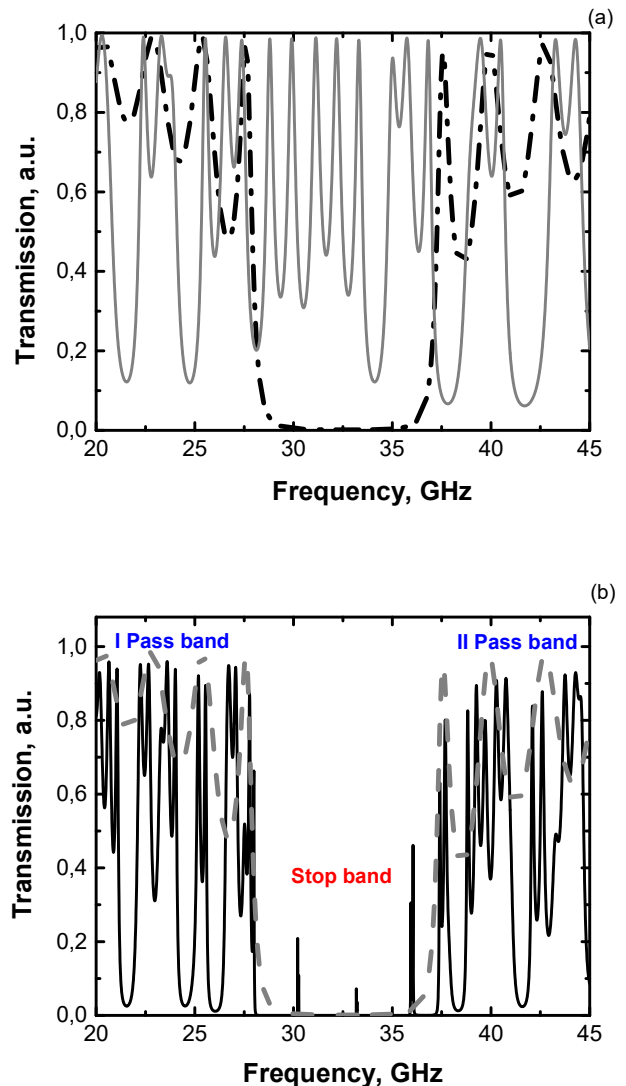 (a)
1,0
0,8
0,6
0,4
0,2
0,0
Transmission, a.u.
20 25 30 35 40 45
Frequency, GHz
(b)
1,0
0,8
0,6
0,4
0,2
0,0
Transmission, a.u.
I Pass band II Pass band
Stop band
20 25 30 35 40 45
Frequency, GHz